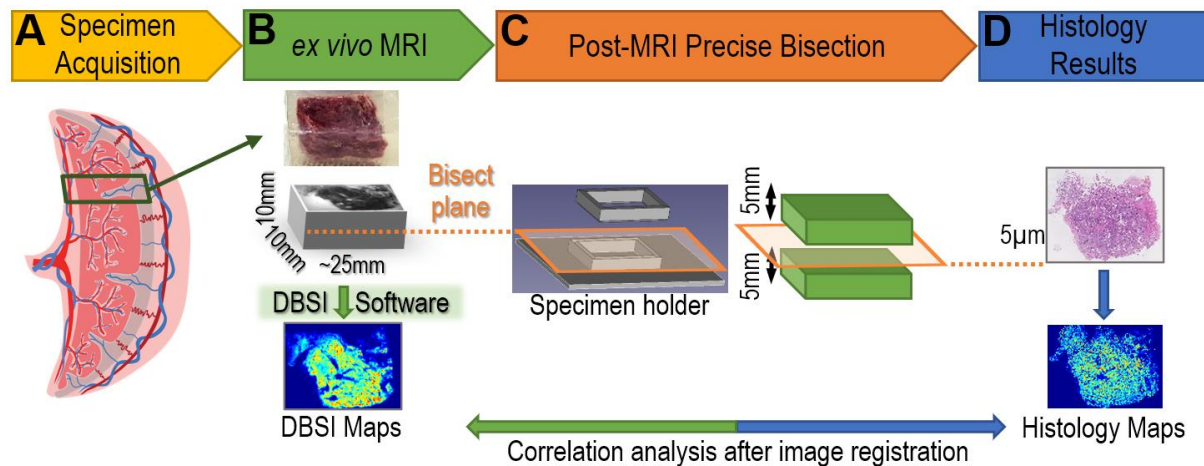 A Specimen
Acquisition
B ex vivo MRI
C Post-MRI Precise Bisection
D Histology
Results
10mm
10mm
~25mm
Bisect
plane
DBSI Software
DBSI Maps
Specimen holder
5mm
5mm
5µm
Histology Maps
Correlation analysis after image registration